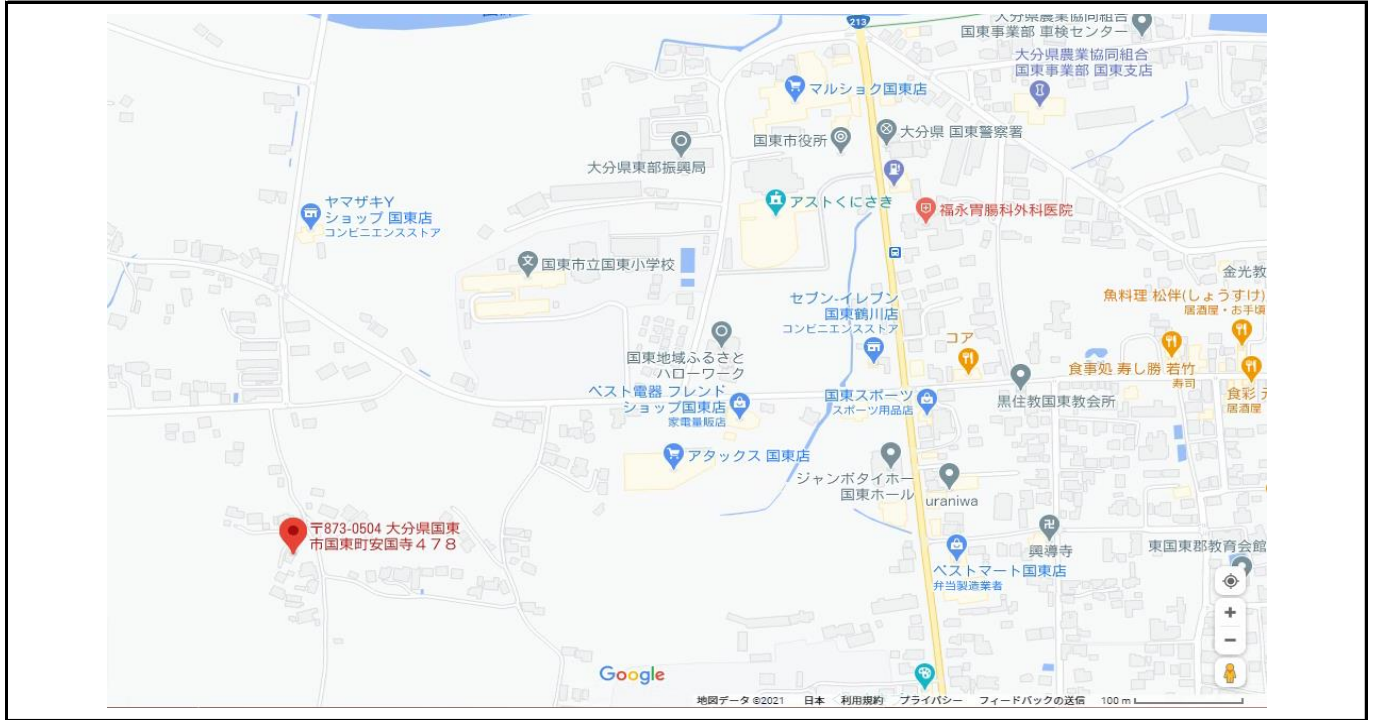 213
大分県農業協同組合
国東事業部 車検センター
大分県農業協同組合
国東事業部 国東支店
マルショク国東店
国東市役所
大分県 国東警察署
大分県東部振興局
アストくにさき
福永胃腸科外科医院
ヤマザキY
ショップ 国東店
コンビニエンスストア
国東市立国東小学校
金光教
セブン-イレブン
国東鶴川店
コンビニエンスストア
魚料理 松伴(しょうすけ)
居酒屋・お手頃
コア
国東地域ふるさと
ハローワーク
食事処 寿し勝 若竹
寿司
ベスト電器 フレンド
ショップ国東店
家電量販店
国東スポーツ
スポーツ用品店
黒住教国東教会所
食彩
居酒屋
アタックス 国東店
ジャンボタイホー
国東ホール
uraniwa
〒873-0504 大分県国東
市国東町安国寺４７８
興導寺
東国東郡教育会館
ベストマート国東店
弁当製造業者
Google
地図データ ©2021 日本 利用規約 プライバシー フィードバックの送信 100 m